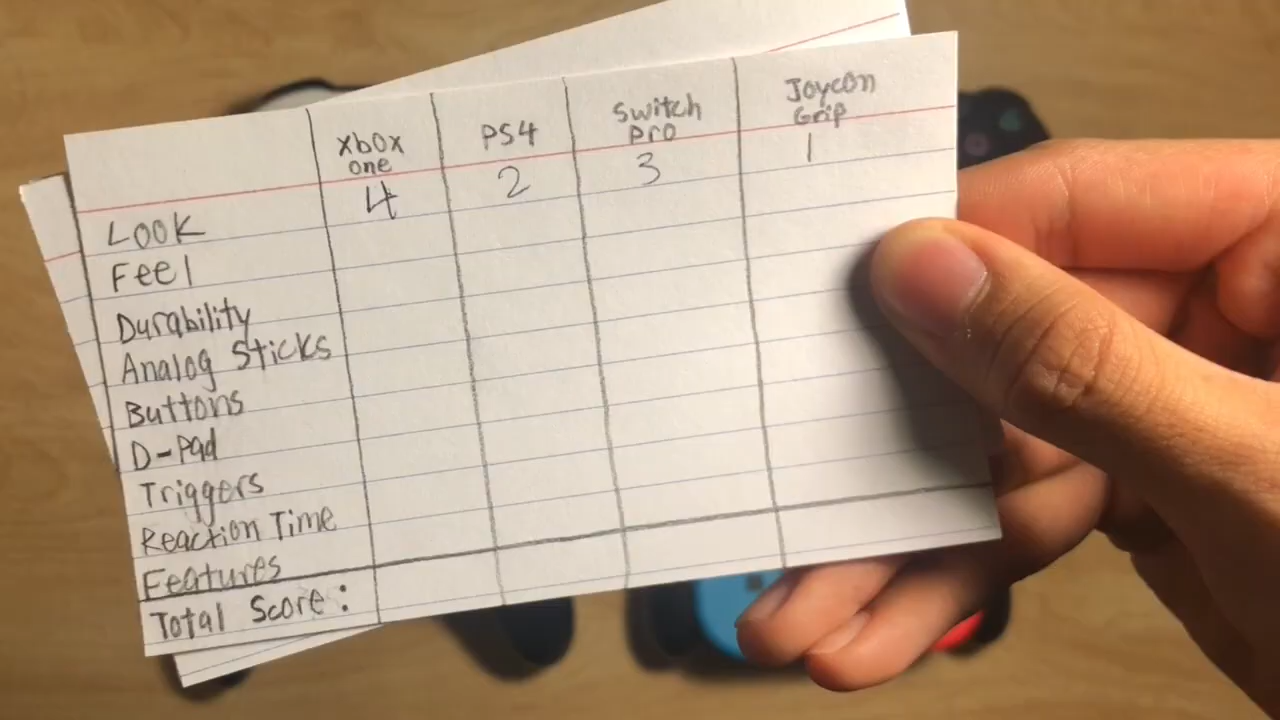 xbox one PS4 Switch Pro Joycon Grip
Look 4 2 3 1
Feel
Durability
Analog Sticks
Buttons
D-Pad
Triggers
Reaction Time
Features
Total Score: